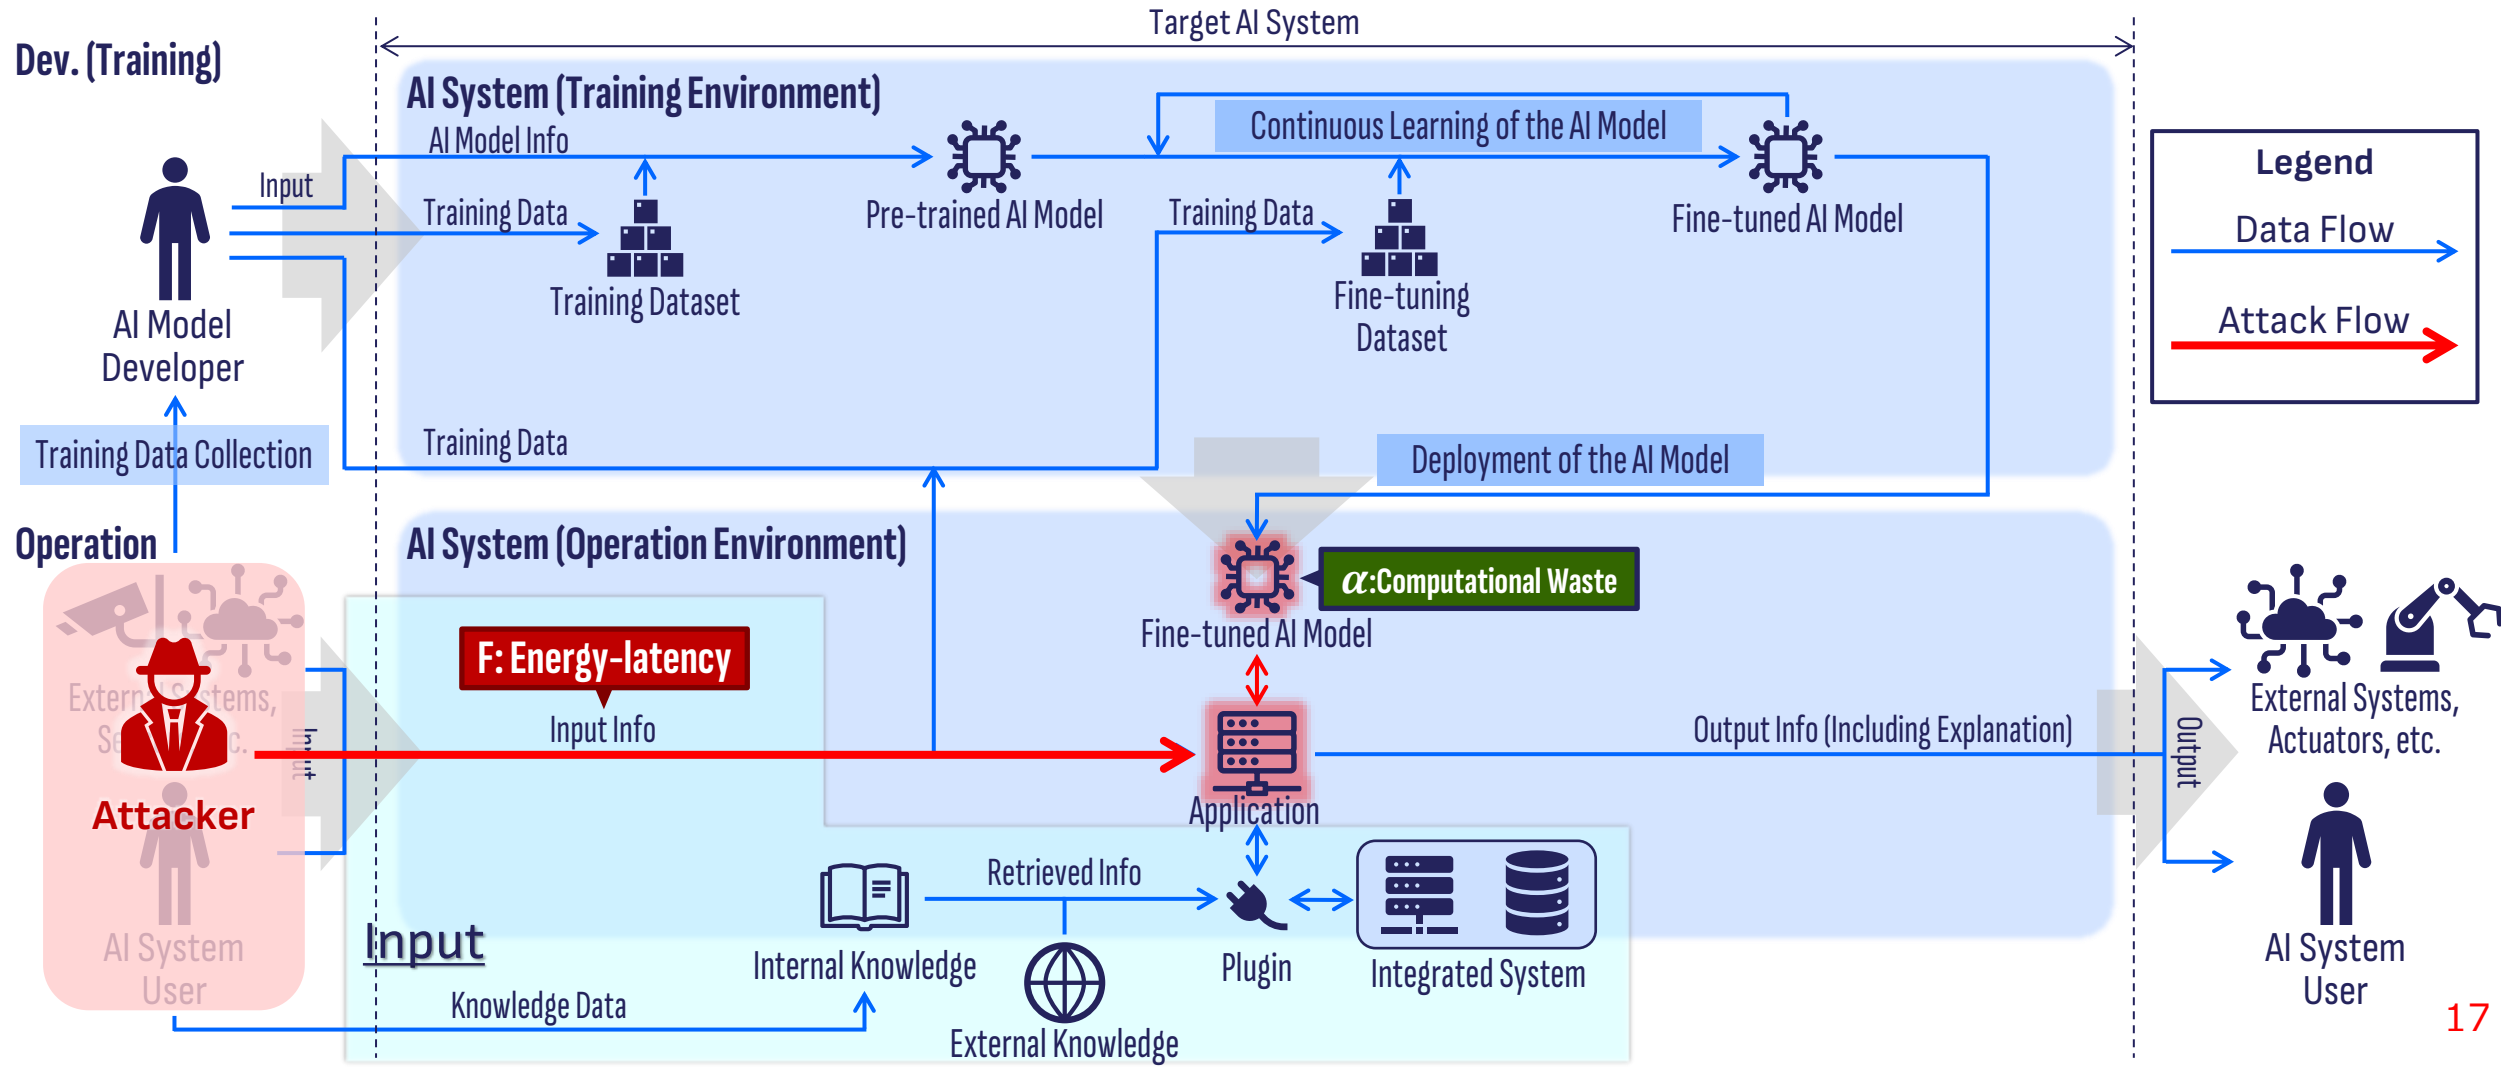 Target AI System
Dev. (Training)
AI System (Training Environment)
AI Model Info
Continuous Learning of the AI Model
Legend
Input
Training Data
Pre-trained AI Model
Training Data
Fine-tuned AI Model
Data Flow
Training Dataset
Fine-tuning
Dataset
Attack Flow
AI Model
Developer
Training Data Collection
Training Data
Deployment of the AI Model
Operation
AI System (Operation Environment)
α:Computational Waste
Fine-tuned AI Model
F: Energy-latency
External Systems,
Input
Input Info
Output Info (Including Explanation)
Output
External Systems,
Actuators, etc.
Attacker
Application
Retrieved Info
AI System
User
Input
Internal Knowledge
Plugin
Integrated System
AI System
User
Knowledge Data
External Knowledge
17